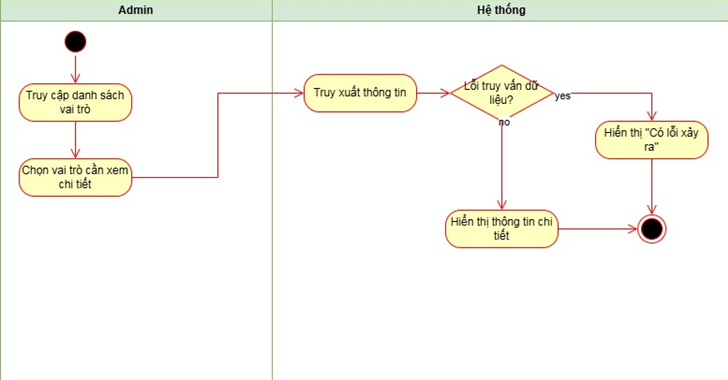 Admin
Hệ thống
Truy cập danh sách
vai trò
Chọn vai trò cần xem
chi tiết
Truy xuất thông tin
Lỗi truy vấn dữ
liệu?
yes
no
Hiển thị "Có lỗi xảy
ra"
Hiển thị thông tin chi
tiết